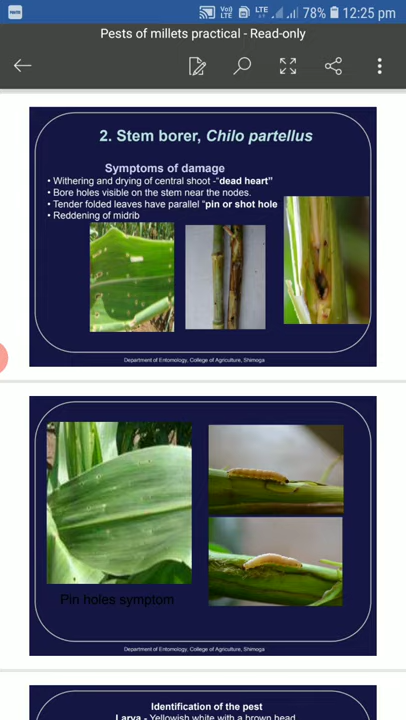 VoLTE LTE 78% 12:25 pm
Pests of millets practical - Read-only
2. Stem borer, Chilo partellus
Symptoms of damage
• Withering and drying of central shoot -“dead heart”
• Bore holes visible on the stem near the nodes.
• Tender folded leaves have parallel “pin or shot hole
• Reddening of midrib
Department of Entomology, College of Agriculture, Shimoga
Pin holes symptom
Department of Entomology, College of Agriculture, Shimoga
Identification of the pest
Larva - Yellowish white with a brown head